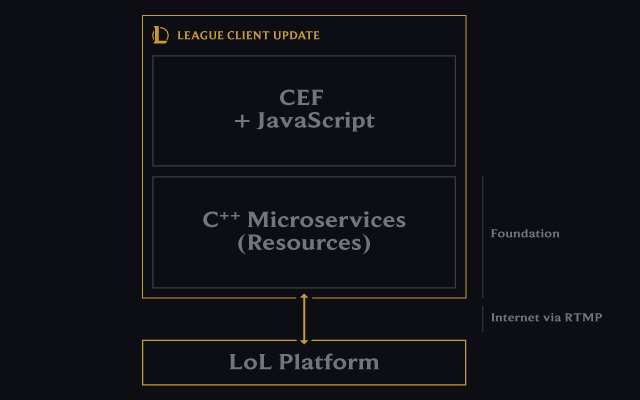 LEAGUE CLIENT UPDATE
CEF
+ JavaScript
C++ Microservices
(Resources)
Foundation
Internet via RTMP
LoL Platform